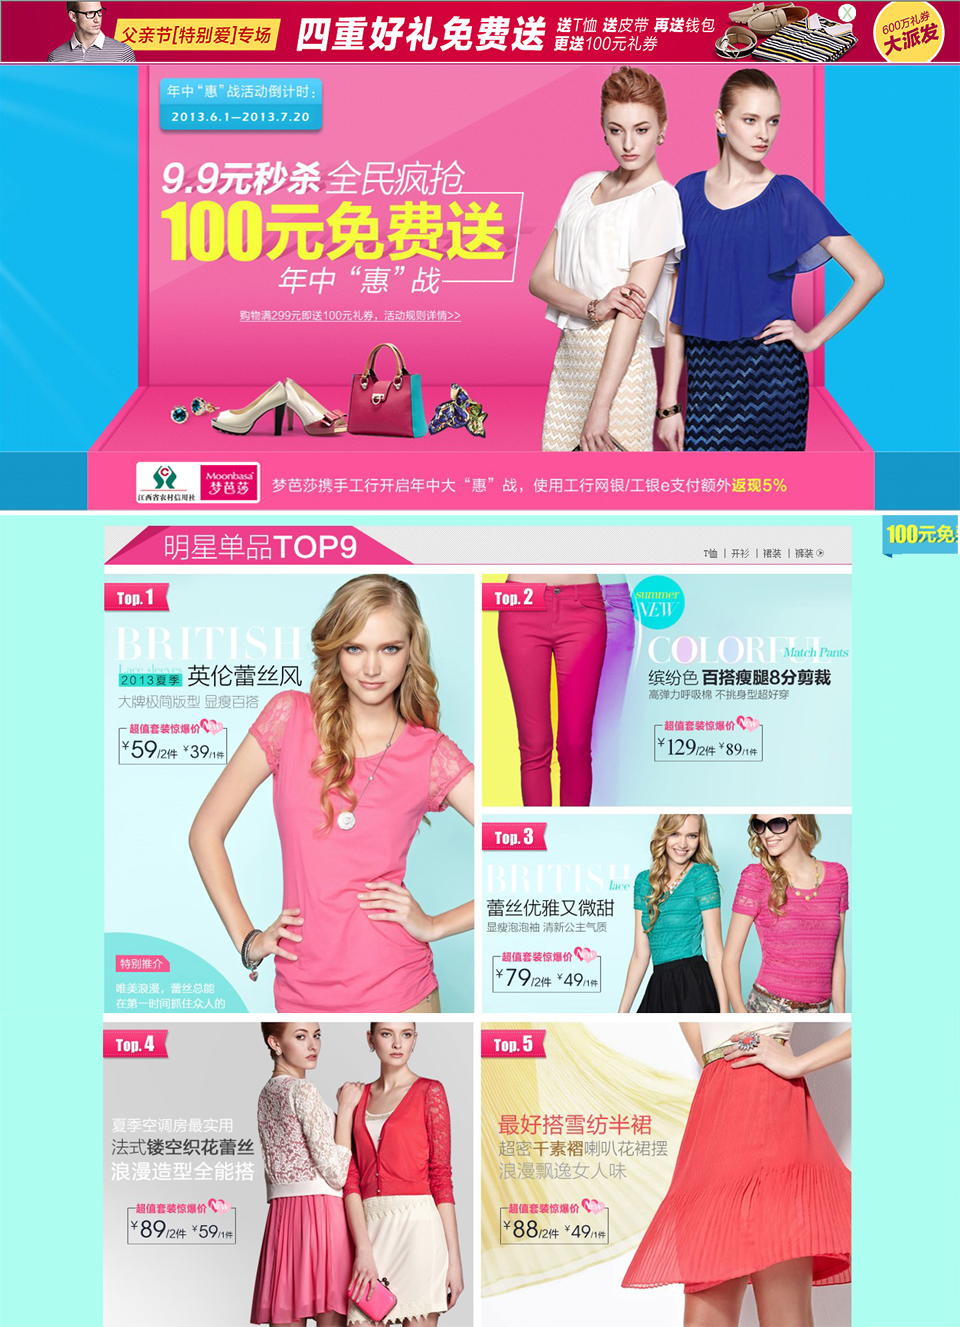 父亲节[特别爱]专场
四重好礼免费送
送T恤 送皮带 再送钱包
更送100元礼券
X
600万礼券
大派发
年中“惠”战活动倒计时：
2013.6.1—2013.7.20
9.9元秒杀 全民疯抢
100元免费送
年中“惠”战
购物满299元即送100元礼券，活动规则详情>>
江西省农村信用社
Moonbasa
梦芭莎
梦芭莎携手工行开启年中大“惠”战，使用工行网银/工银e支付额外返现5%
100元免
明星单品TOP9
T恤 | 开衫 | 裙装 | 裤装
Top.1
BRITISH
Lace sleeves
2013夏季 英伦蕾丝风
大牌极简版型 显瘦百搭
超值套装惊爆价
¥59/2件 ¥39/1件
特别推介
唯美浪漫，蕾丝总能
在第一时间抓住众人的
Top.2
summer
NEW
COLORFUL
Match Pants
缤纷色 百搭瘦腿8分剪裁
高弹力呼吸棉 不挑身型超好穿
超值套装惊爆价
¥129/2件 ¥89/1件
Top.3
BRITISH
lace
蕾丝优雅又微甜
显瘦泡泡袖 清新公主气质
超值套装惊爆价
¥79/2件 ¥49/1件
Top.4
夏季空调房最实用
法式镂空织花蕾丝
浪漫造型全能搭
超值套装惊爆价
¥89/2件 ¥59/1件
Top.5
最好搭雪纺半裙
超密千素褶喇叭花裙摆
浪漫飘逸女人味
超值套装惊爆价
¥88/2件 ¥49/1件